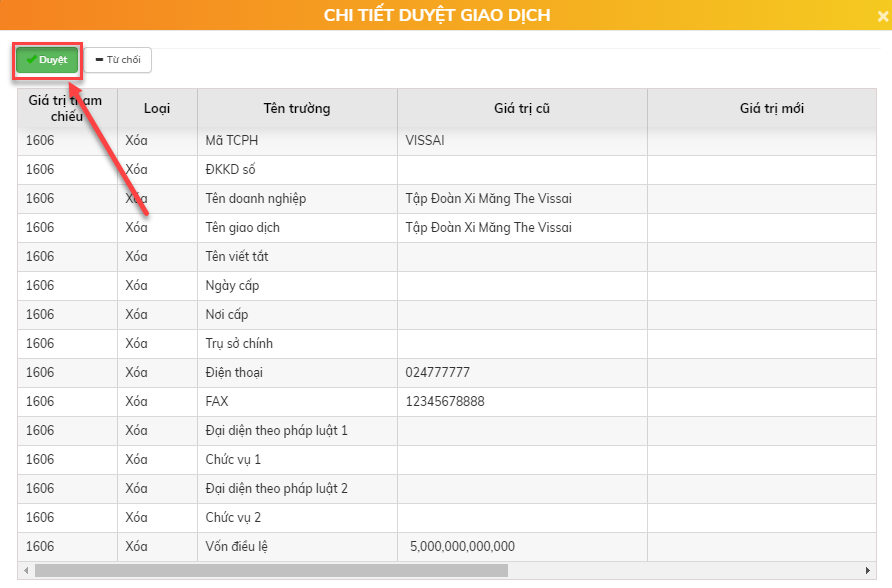 CHI TIẾT DUYỆT GIAO DỊCH
×
Duyệt Từ chối
Giá trị tham chiếu Loại Tên trường Giá trị cũ Giá trị mới
1606 Xóa Mã TCPH VISSAI
1606 Xóa ĐKKD số
1606 Xóa Tên doanh nghiệp Tập Đoàn Xi Măng The Vissai
1606 Xóa Tên giao dịch Tập Đoàn Xi Măng The Vissai
1606 Xóa Tên viết tắt
1606 Xóa Ngày cấp
1606 Xóa Nơi cấp
1606 Xóa Trụ sở chính
1606 Xóa Điện thoại 024777777
1606 Xóa FAX 12345678888
1606 Xóa Đại diện theo pháp luật 1
1606 Xóa Chức vụ 1
1606 Xóa Đại diện theo pháp luật 2
1606 Xóa Chức vụ 2
1606 Xóa Vốn điều lệ 5,000,000,000,000